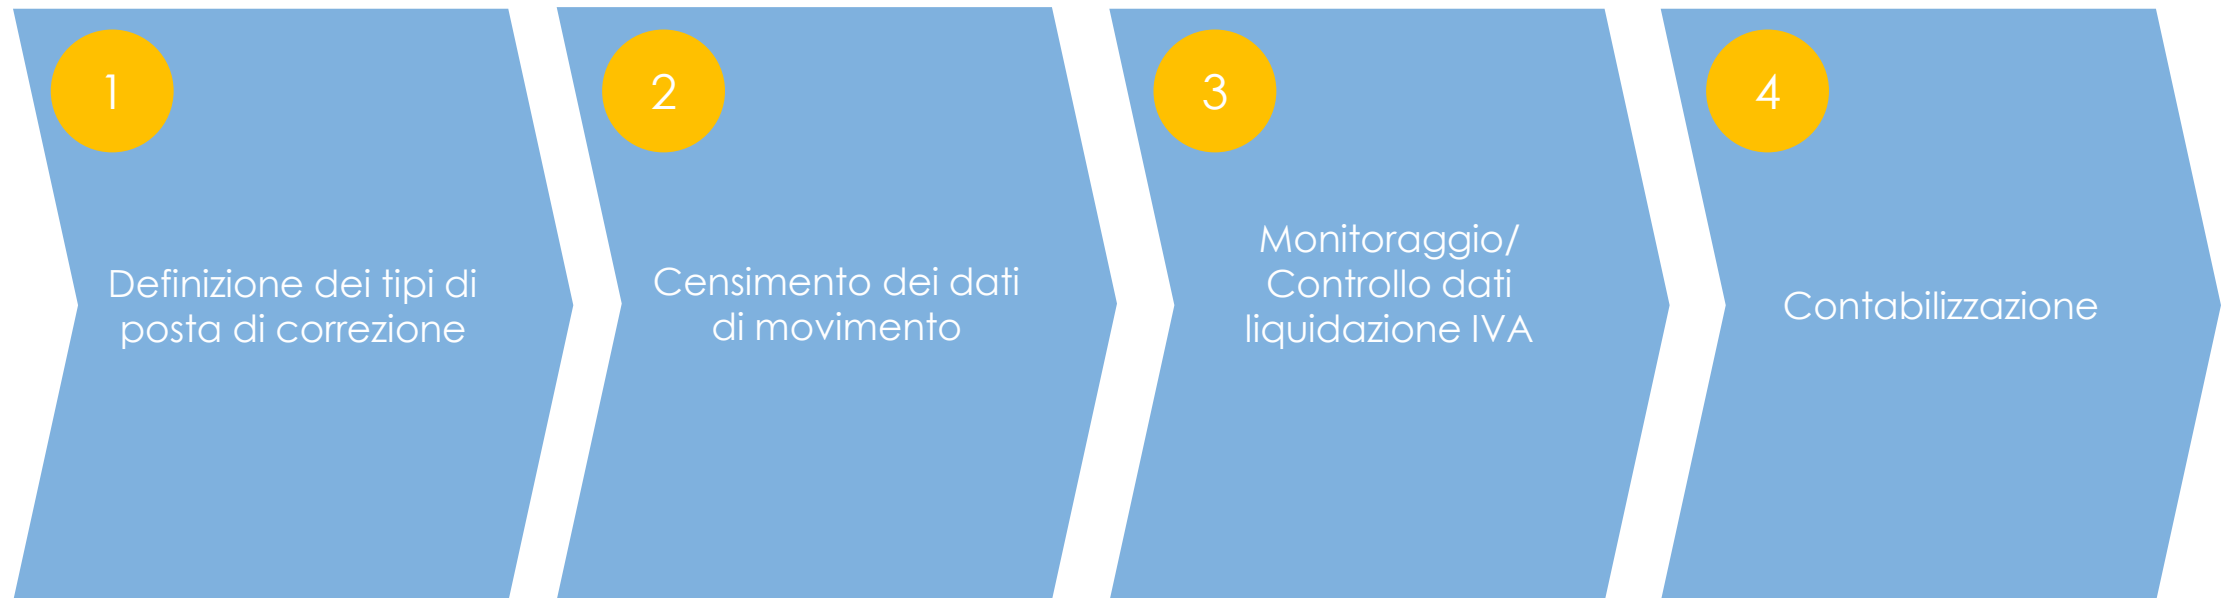 1
Definizione dei tipi di
posta di correzione
2
Censimento dei dati
di movimento
3
Monitoraggio/
Controllo dati
liquidazione IVA
4
Contabilizzazione